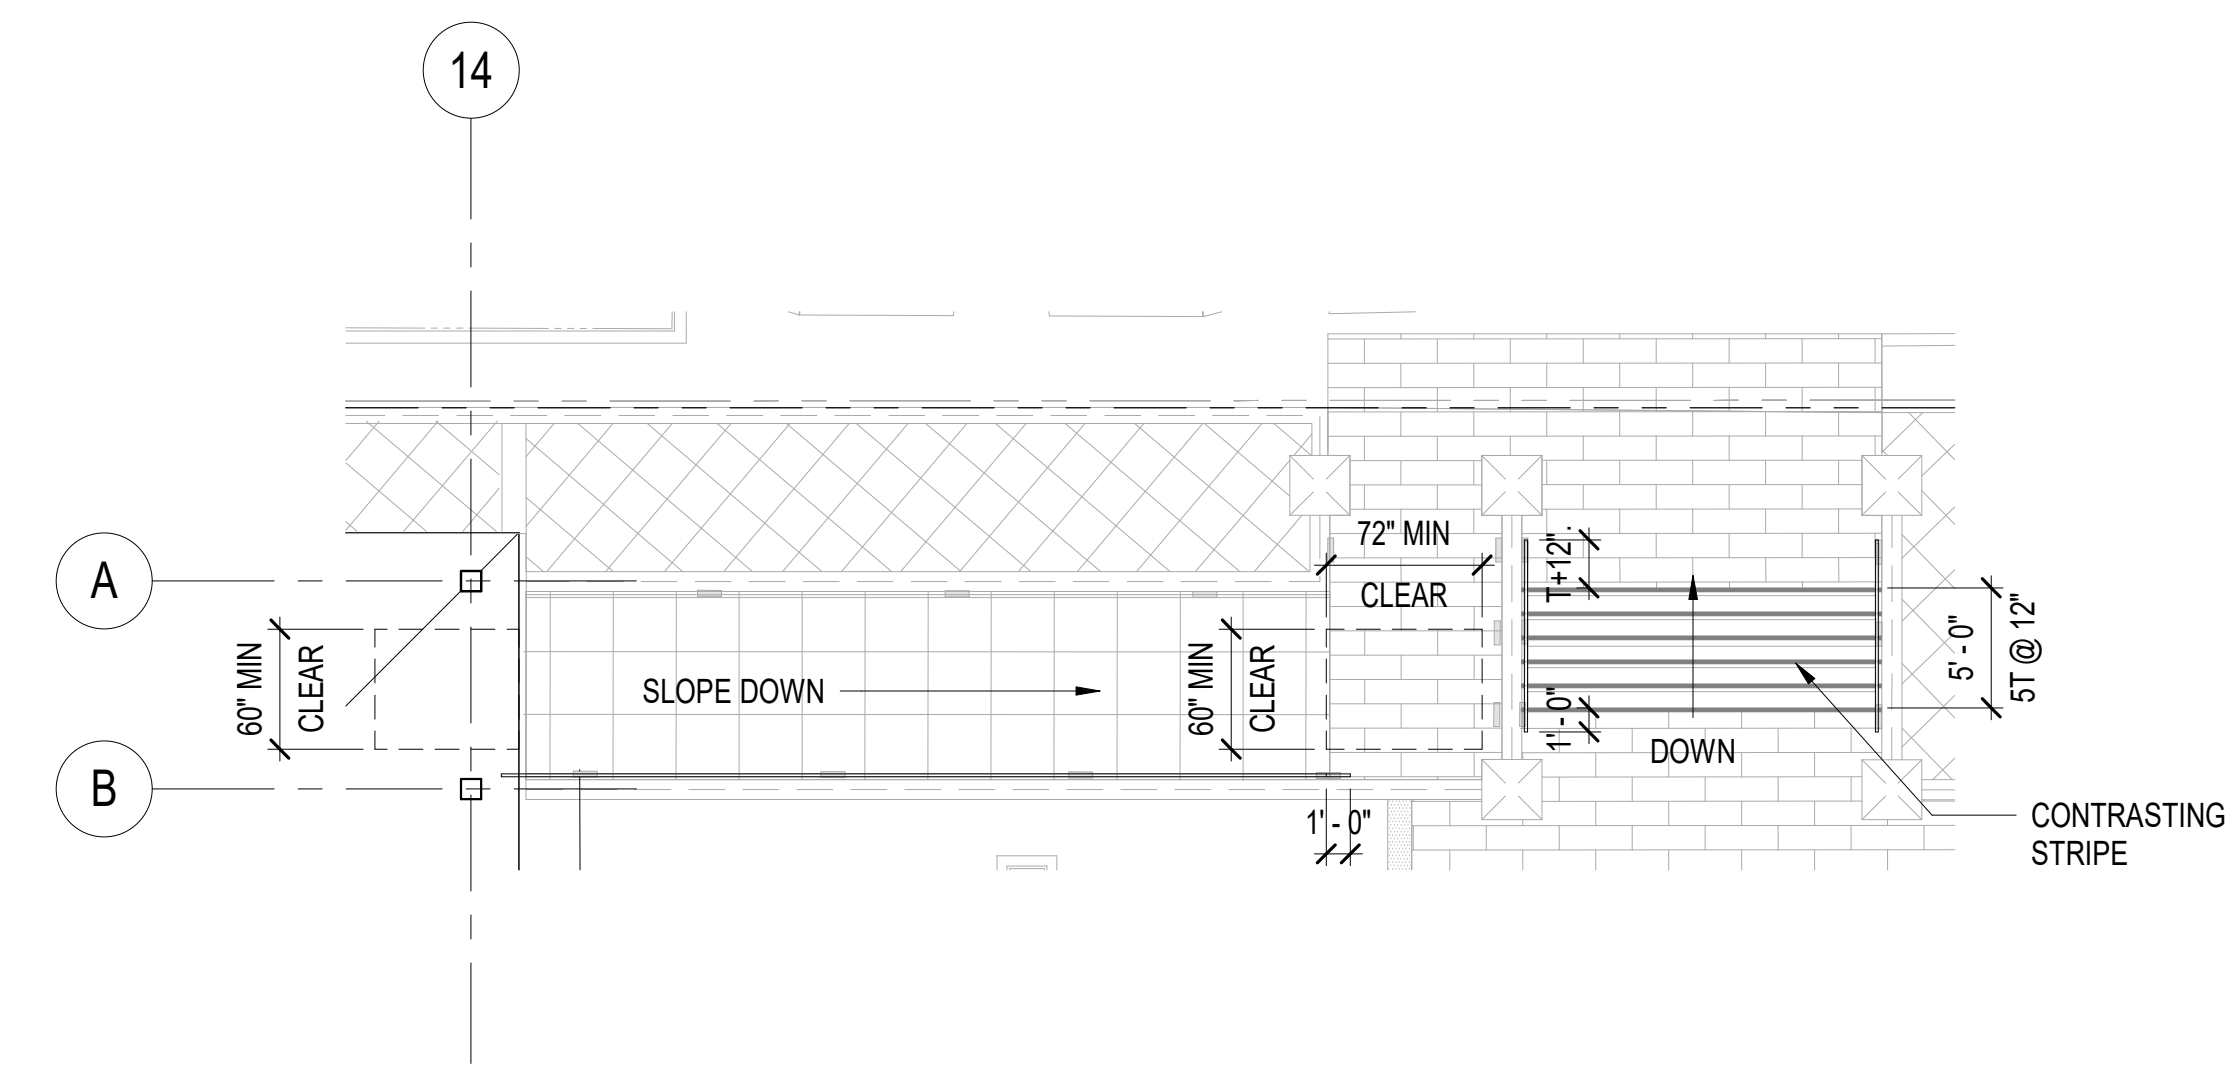 14
A
B
60" MIN
CLEAR
SLOPE DOWN
60" MIN
CLEAR
72" MIN
CLEAR
1' - 0"
T+12" .
1' - 0"
DOWN
5' - 0"
5T @ 12"
CONTRASTING
STRIPE